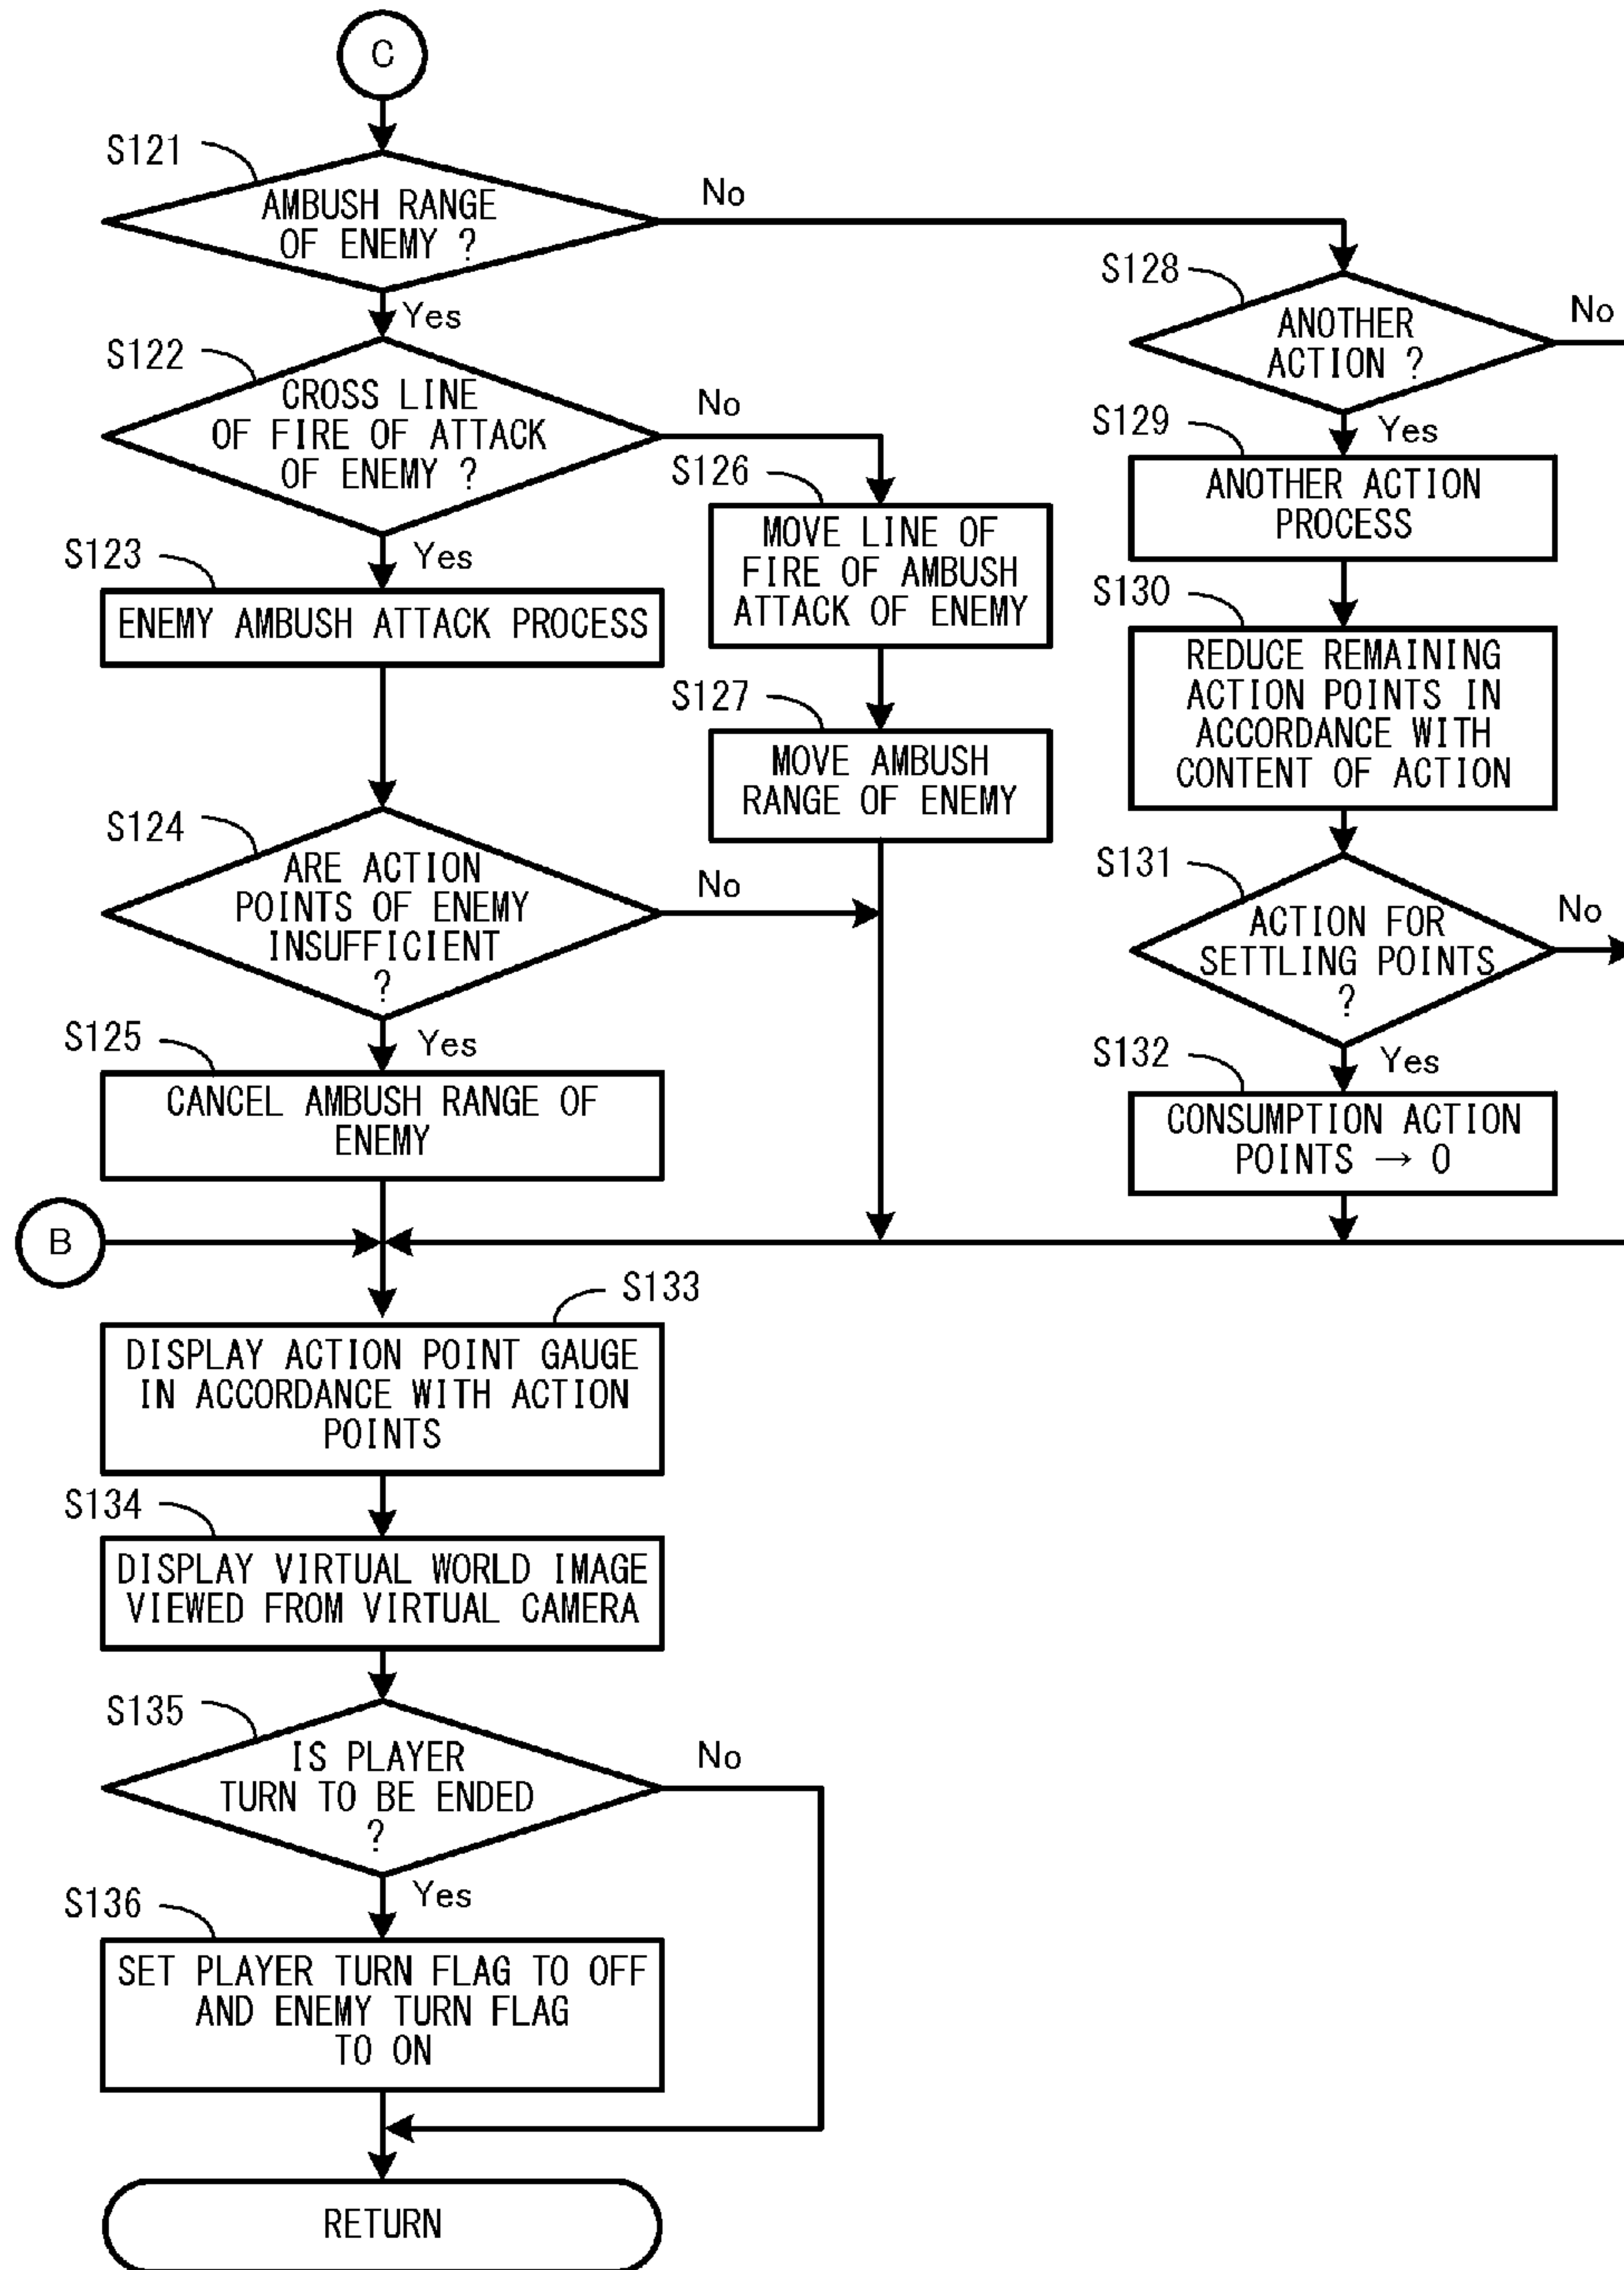 C
S121
AMBUSH RANGE
OF ENEMY ?
No
Yes
S122
CROSS LINE
OF FIRE OF ATTACK
OF ENEMY ?
No
Yes
S123
ENEMY AMBUSH ATTACK PROCESS
S124
ARE ACTION
POINTS OF ENEMY
INSUFFICIENT
?
No
Yes
S125
CANCEL AMBUSH RANGE OF
ENEMY
S126
MOVE LINE OF
FIRE OF AMBUSH
ATTACK OF ENEMY
S127
MOVE AMBUSH
RANGE OF ENEMY
S128
ANOTHER
ACTION ?
No
Yes
S129
ANOTHER ACTION
PROCESS
S130
REDUCE REMAINING
ACTION POINTS IN
ACCORDANCE WITH
CONTENT OF ACTION
S131
ACTION FOR
SETTLING POINTS
?
No
Yes
S132
CONSUMPTION ACTION
POINTS → 0
B
S133
DISPLAY ACTION POINT GAUGE
IN ACCORDANCE WITH ACTION
POINTS
S134
DISPLAY VIRTUAL WORLD IMAGE
VIEWED FROM VIRTUAL CAMERA
S135
IS PLAYER
TURN TO BE ENDED
?
No
Yes
S136
SET PLAYER TURN FLAG TO OFF
AND ENEMY TURN FLAG
TO ON
RETURN